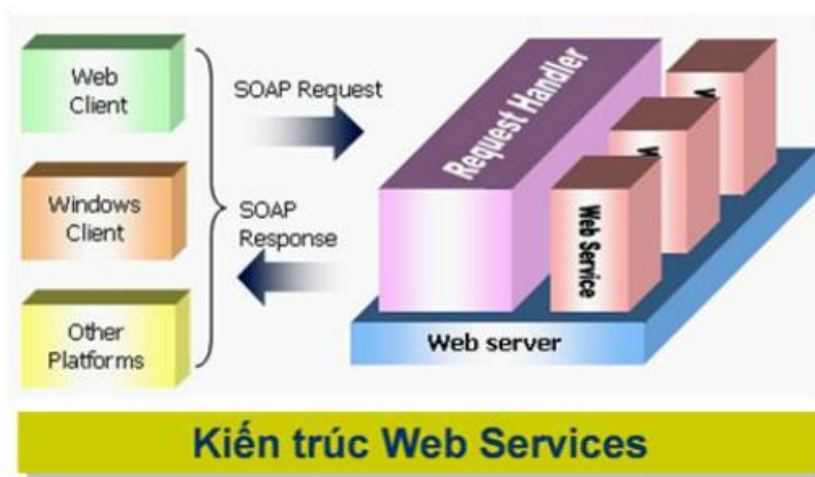 Web
Client
Windows
Client
Other
Platforms
SOAP Request
SOAP
Response
Request Handler
Web Service
Web server
Kiến trúc Web Services